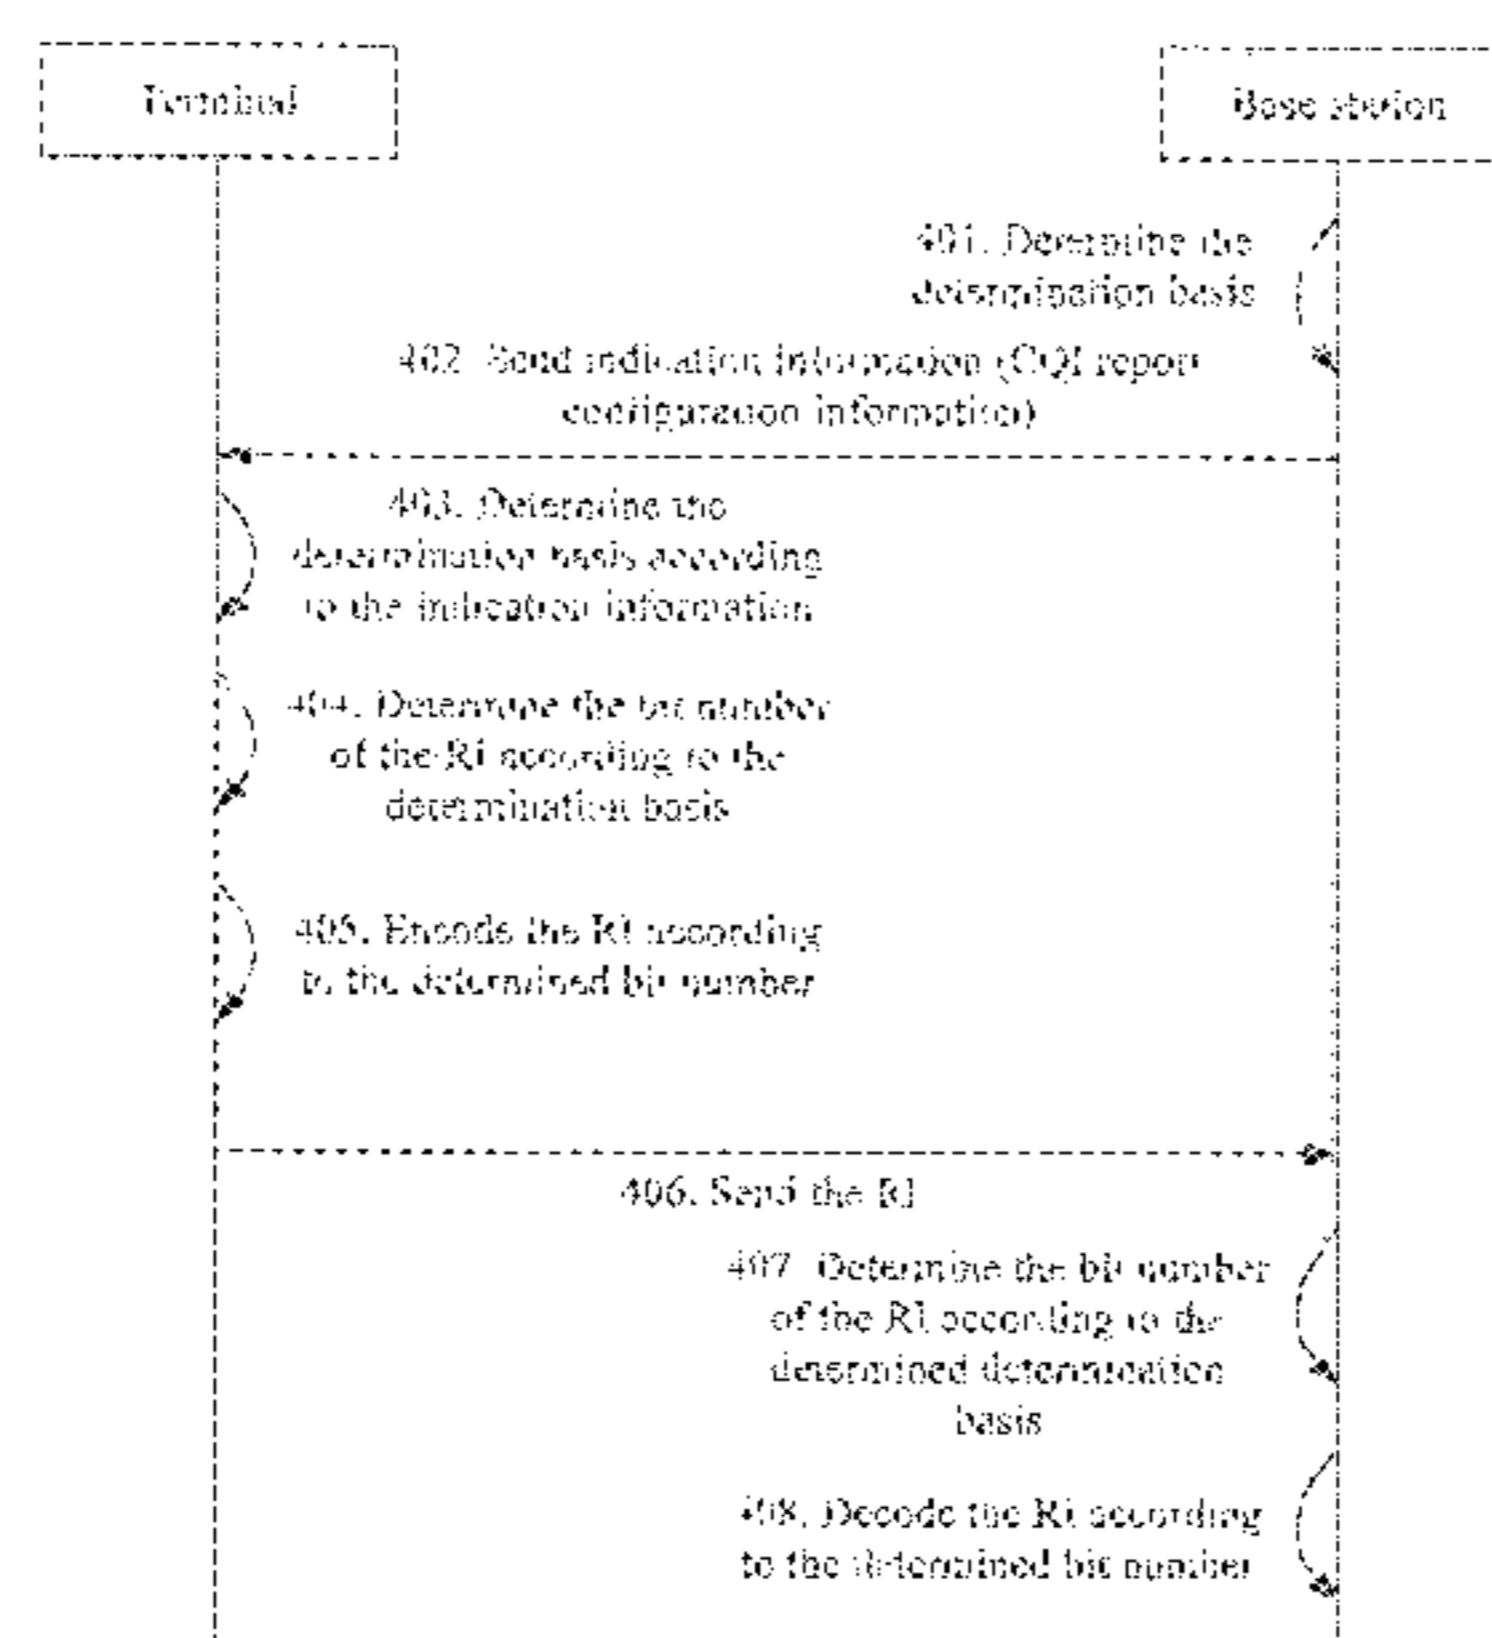 Terminal
Base station
401. Determine the
determination basis
402. Send indication information (CQI report
configuration information)
403. Determine the
determination basis according
to the indication information
404. Determine the bit number
of the RI according to the
determination basis
405. Encode the RI according
to the determined bit number
406. Send the RI
407. Determine the bit number
of the RI according to the
determined determination
basis
408. Decode the RI according
to the determined bit number